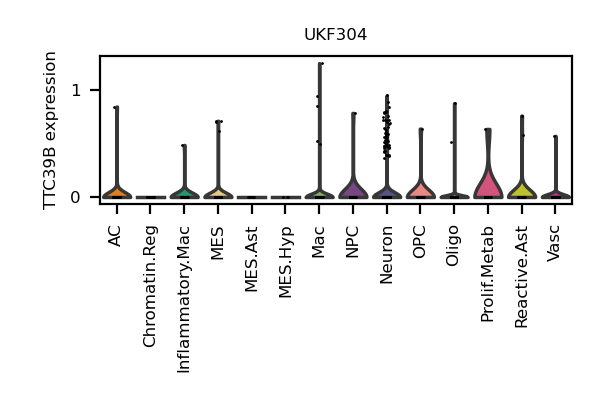 UKF304
TTC39B expression
1
0
AC
Chromatin.Reg
Inflammatory.Mac
MES
MES.Ast
MES.Hyp
Mac
NPC
Neuron
OPC
Oligo
Prolif.Metab
Reactive.Ast
Vasc